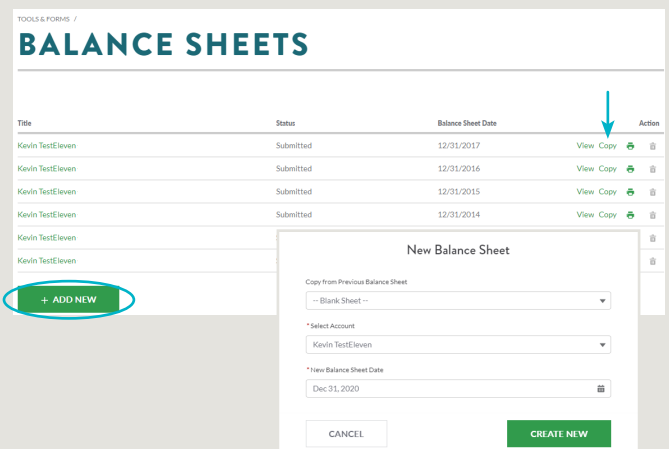 TOOLS & FORMS /
BALANCE SHEETS
Title Status Balance Sheet Date Action
Kevin TestEleven Submitted 12/31/2017 View Copy
Kevin TestEleven Submitted 12/31/2016 View Copy
Kevin TestEleven Submitted 12/31/2015 View Copy
Kevin TestEleven Submitted 12/31/2014 View Copy
Kevin TestEleven
Kevin TestEleven
+ ADD NEW
New Balance Sheet
Copy from Previous Balance Sheet
-- Blank Sheet --
* Select Account
Kevin TestEleven
* New Balance Sheet Date
Dec 31, 2020
CANCEL CREATE NEW